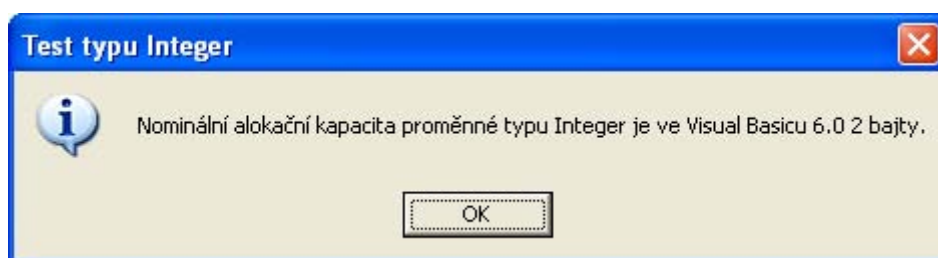 Test typu Integer
Nominální alokační kapacita proměnné typu Integer je ve Visual Basicu 6.0 2 bajty.
OK